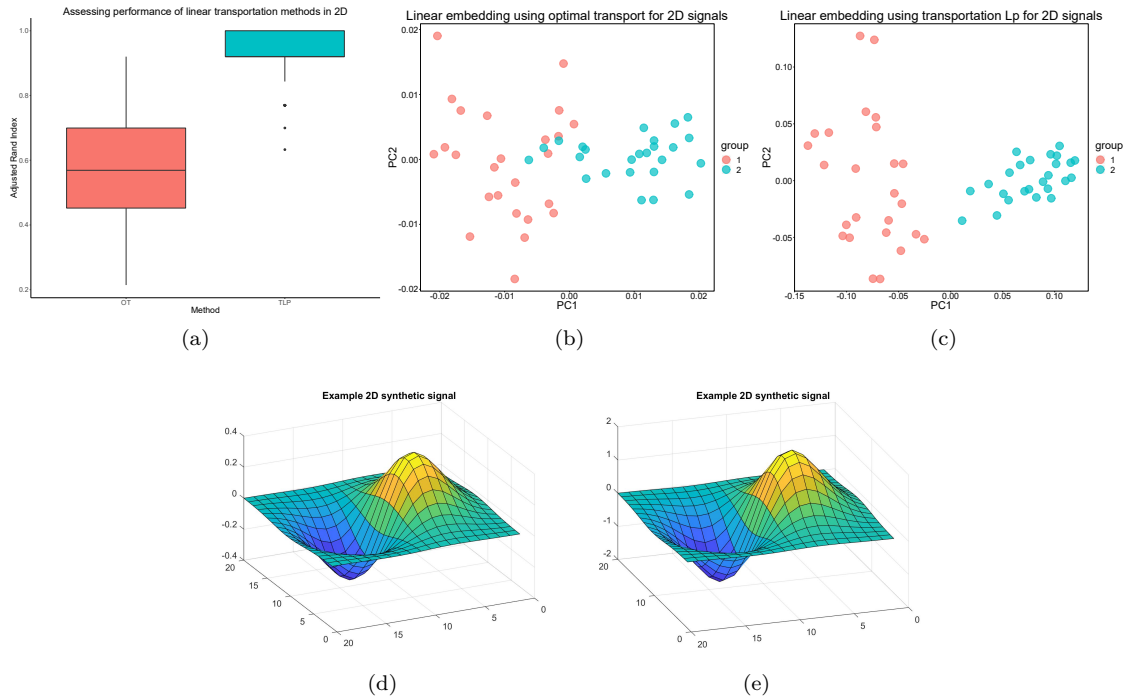 Assessing performance of linear transportation methods in 2D
1.0
0.8
0.6
0.4
0.2
Adjusted Rand Index
OT
TLP
Method
(a)
Linear embedding using optimal transport for 2D signals
0.02
0.01
0.00
-0.01
-0.02
PC2
-0.02
-0.01
0.00
0.01
0.02
PC1
group
1
2
(b)
Linear embedding using transportation Lp for 2D signals
0.10
0.05
0.00
-0.05
PC2
-0.15
-0.10
-0.05
0.00
0.05
0.10
PC1
group
1
2
(c)
Example 2D synthetic signal
0.4
0.2
0
-0.2
-0.4
20
15
10
5
0
20
15
10
5
0
(d)
Example 2D synthetic signal
2
1
0
-1
-2
20
10
0
20
15
10
5
0
(e)